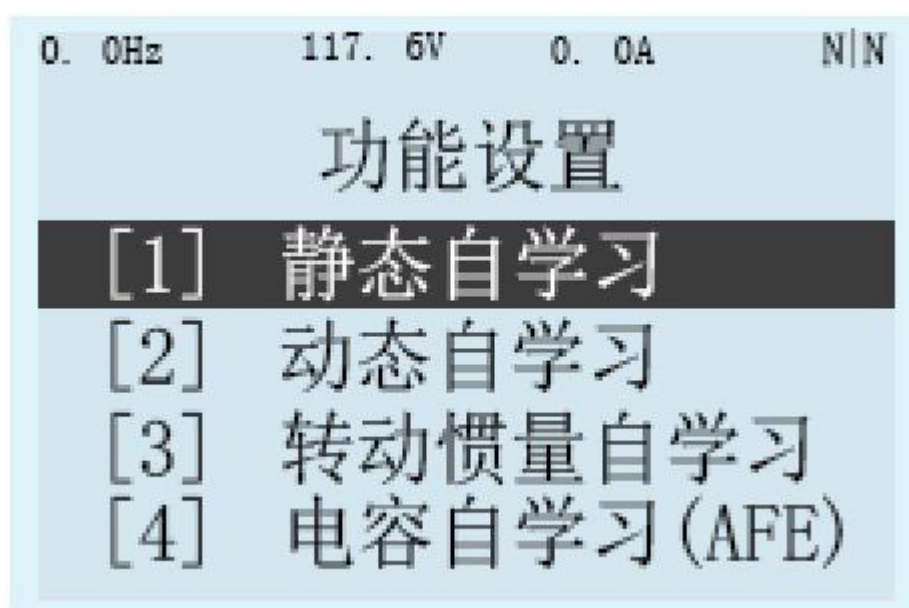 0. 0Hz 117. 6V 0. 0A N|N
功能设置
[1] 静态自学习
[2] 动态自学习
[3] 转动惯量自学习
[4] 电容自学习(AFE)